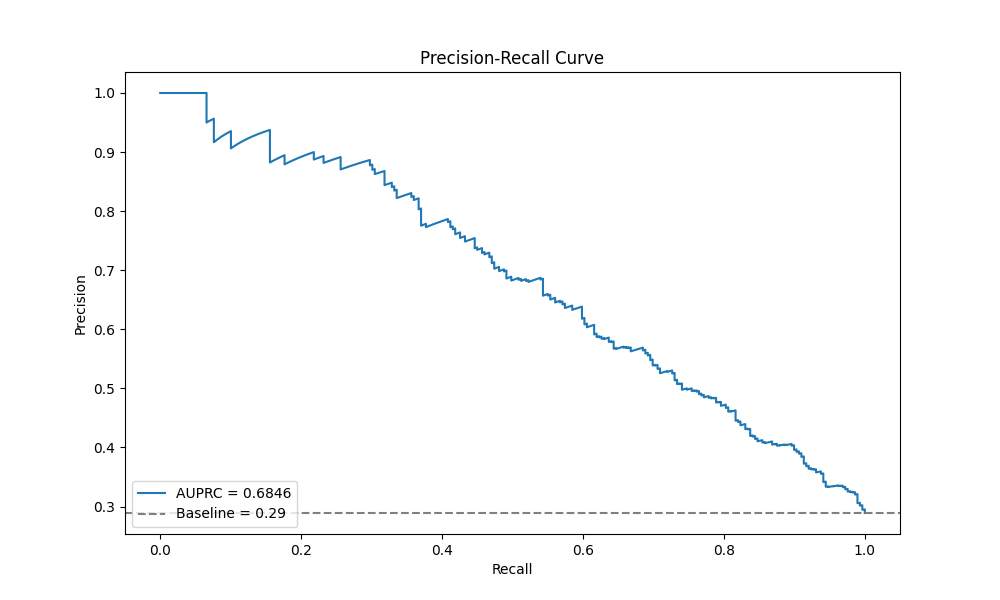 Precision-Recall Curve
Precision
1.0
0.9
0.8
0.7
0.6
0.5
0.4
0.3
AUPRC = 0.6846
Baseline = 0.29
0.0 0.2 0.4 0.6 0.8 1.0
Recall